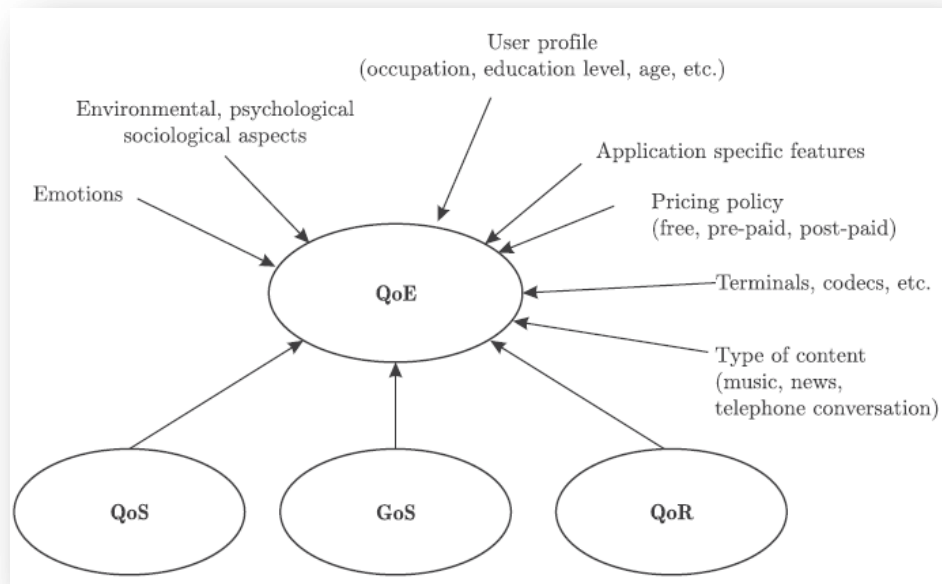 User profile
(occupation, education level, age, etc.)
Environmental, psychological
sociological aspects
Application specific features
Emotions
Pricing policy
(free, pre-paid, post-paid)
QoE
Terminals, codecs, etc.
Type of content
(music, news,
telephone conversation)
QoS
GoS
QoR